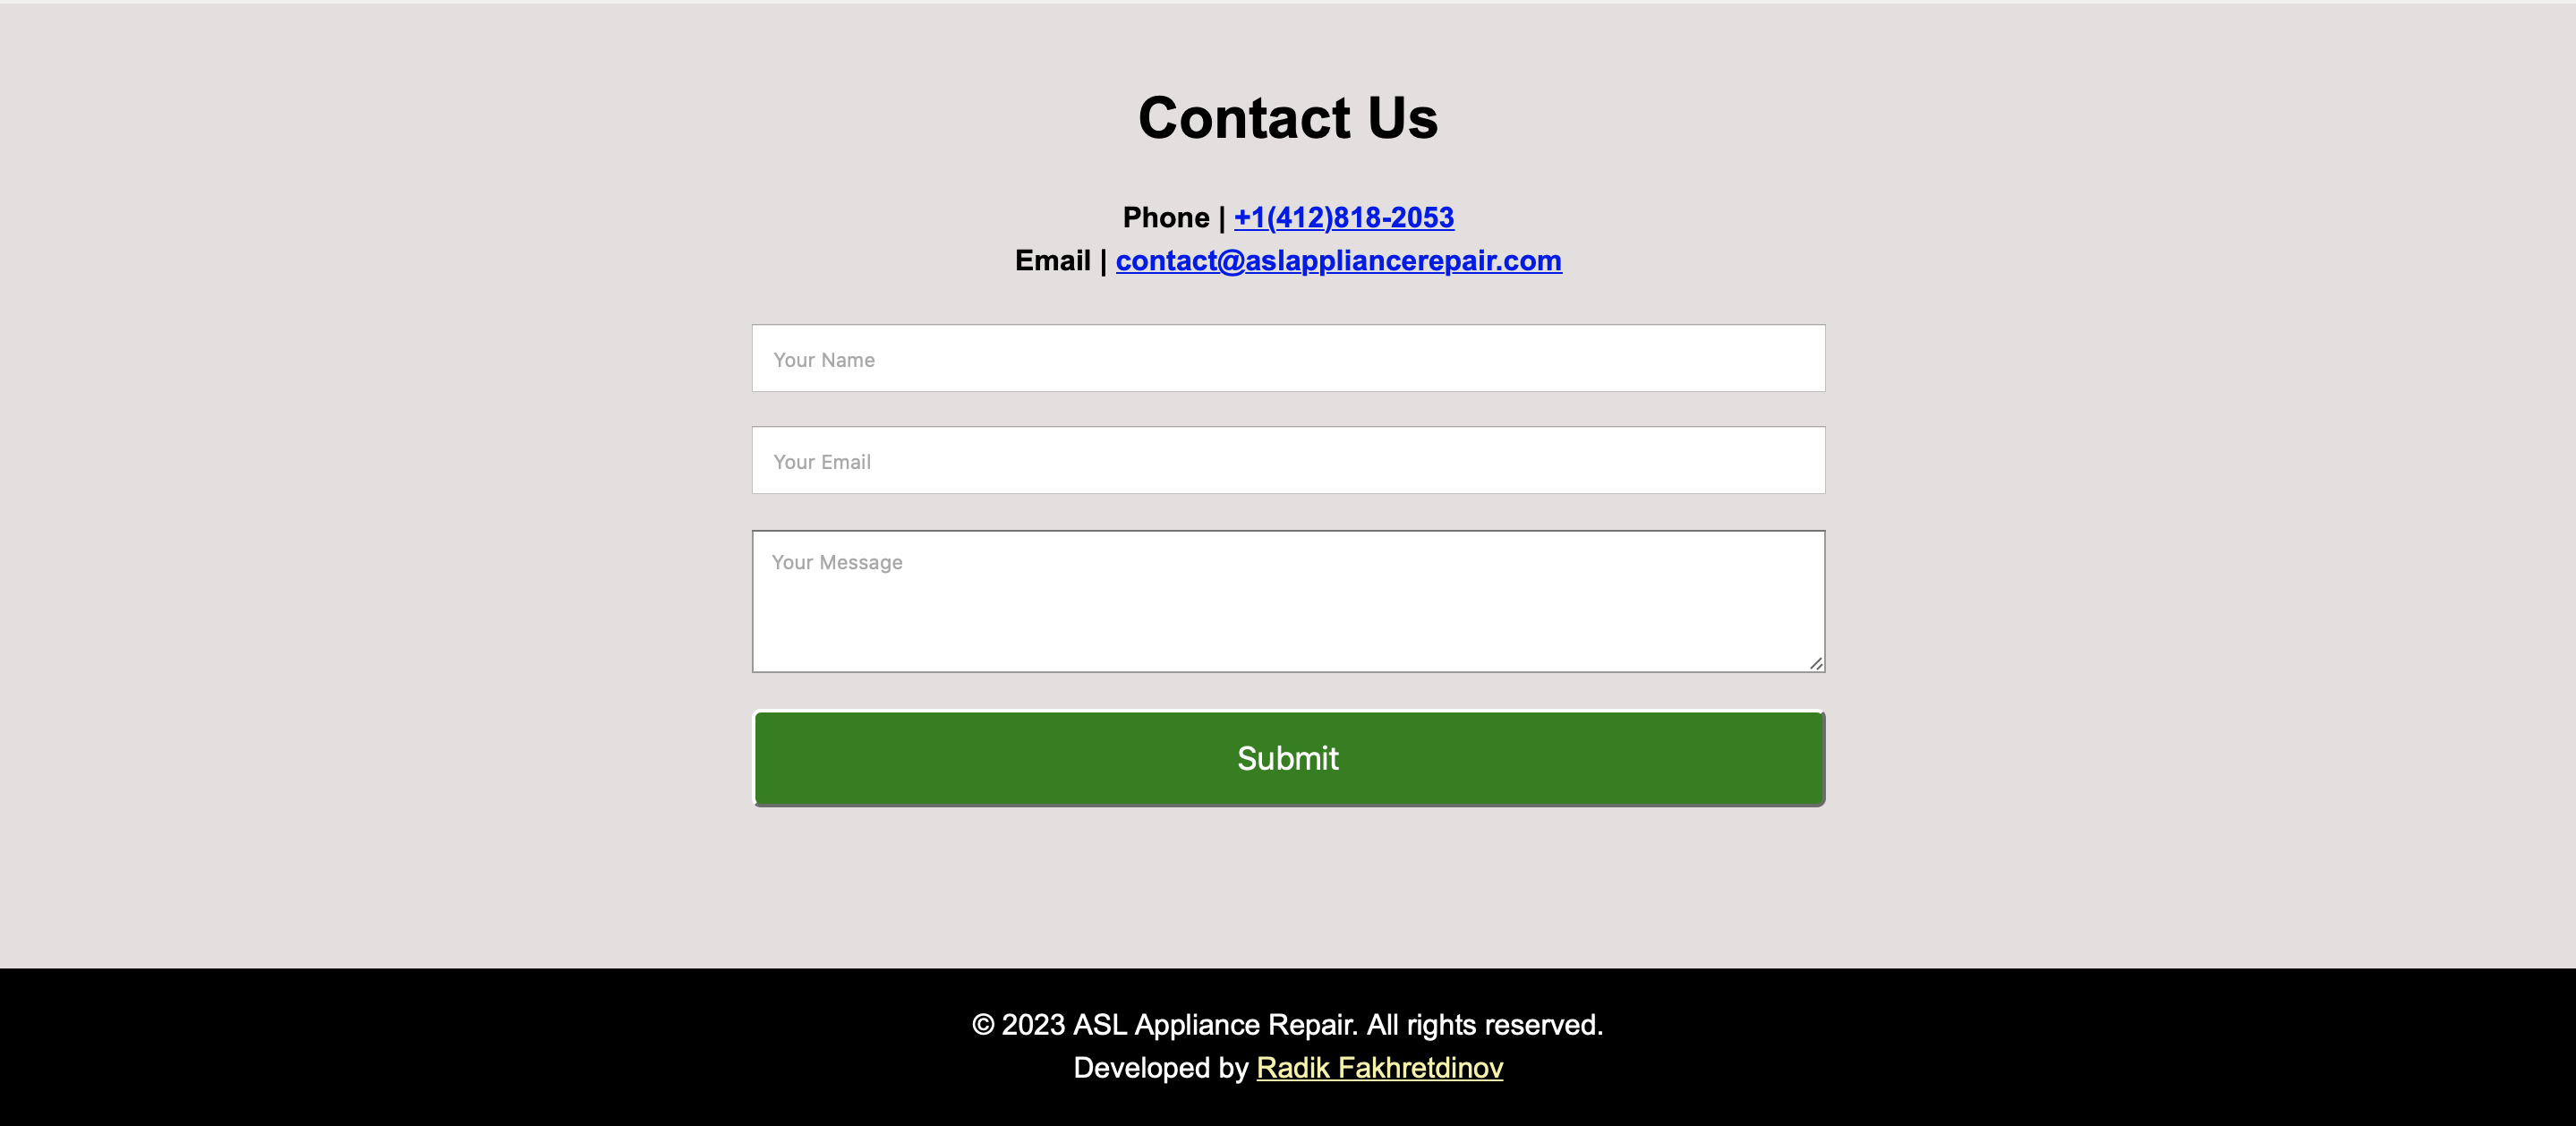 Contact Us
Phone | +1(412)818-2053
Email | contact@aslappliancerepair.com
Your Name
Your Email
Your Message
Submit
© 2023 ASL Appliance Repair. All rights reserved.
Developed by Radik Fakhretdinov